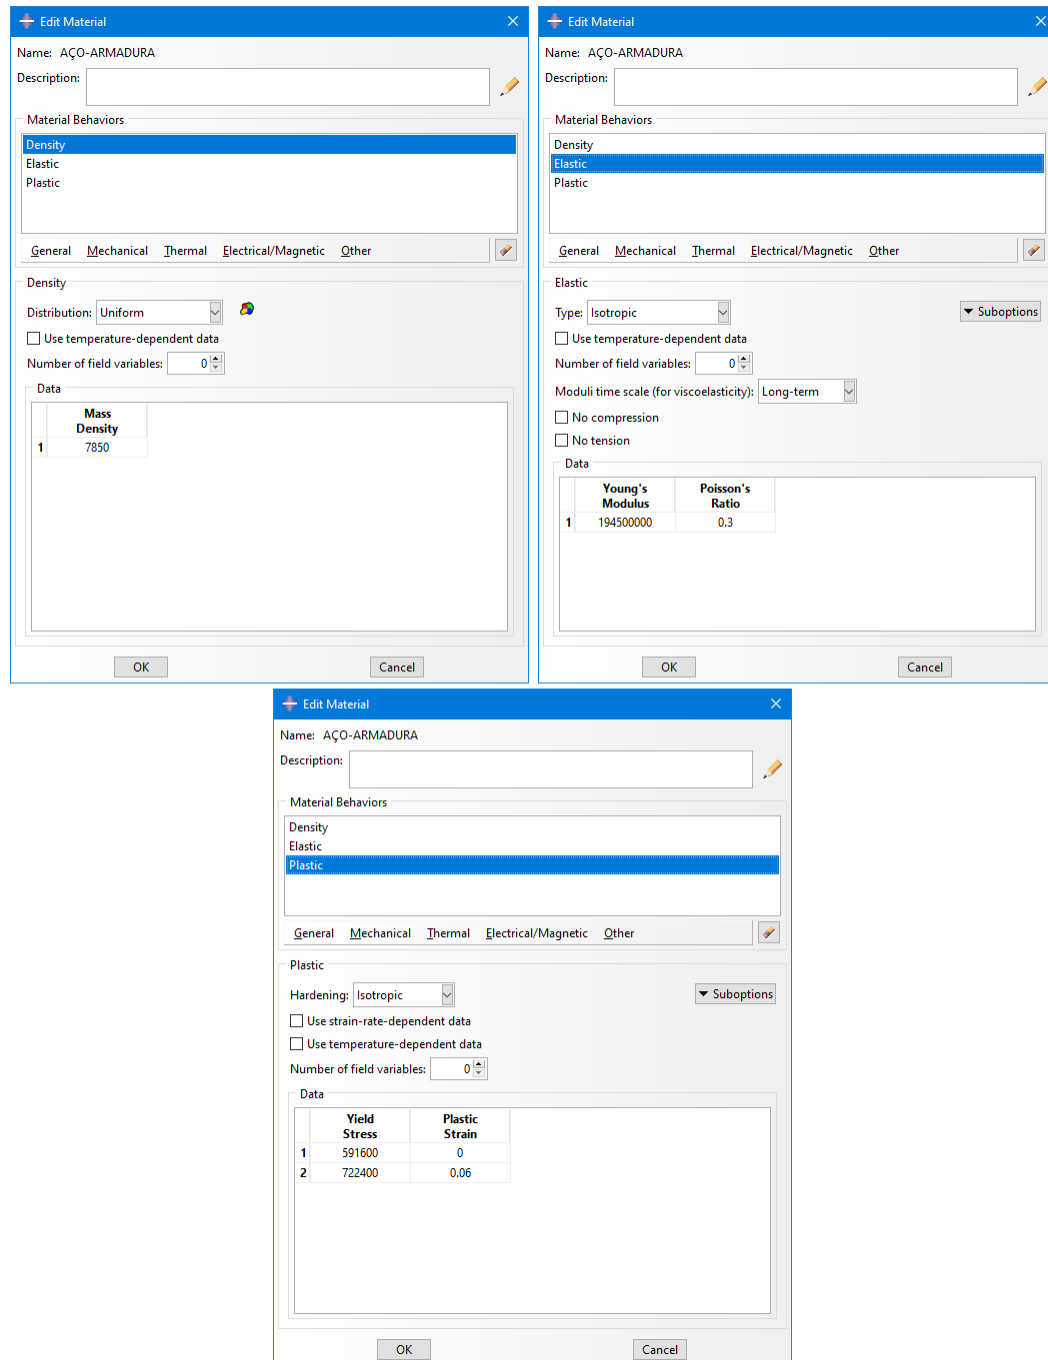 Edit Material
Name: AÇO-ARMADURA
Description:
Material Behaviors
Density
Elastic
Plastic
General Mechanical Thermal Electrical/Magnetic Other
Density
Distribution: Uniform
Use temperature-dependent data
Number of field variables: 0
Data
Mass
Density
1 7850
OK Cancel
Edit Material
Name: AÇO-ARMADURA
Description:
Material Behaviors
Density
Elastic
Plastic
General Mechanical Thermal Electrical/Magnetic Other
Elastic
Type: Isotropic Suboptions
Use temperature-dependent data
Number of field variables: 0
Moduli time scale (for viscoelasticity): Long-term
No compression
No tension
Data
Young's Poisson's
Modulus Ratio
1 194500000 0.3
OK Cancel
Edit Material
Name: AÇO-ARMADURA
Description:
Material Behaviors
Density
Elastic
Plastic
General Mechanical Thermal Electrical/Magnetic Other
Plastic
Hardening: Isotropic Suboptions
Use strain-rate-dependent data
Use temperature-dependent data
Number of field variables: 0
Data
Yield Plastic
Stress Strain
1 591600 0
2 722400 0.06
OK Cancel